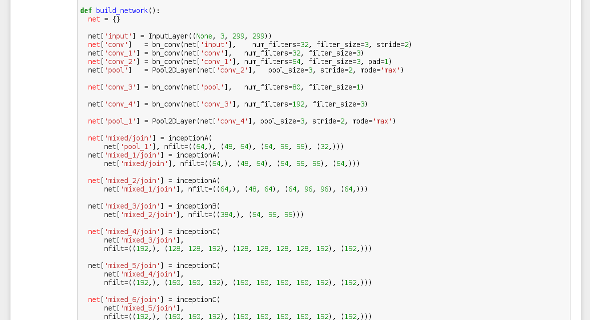 def build_network():
net = {}
net['input'] = InputLayer((None, 3, 299, 299))
net['conv'] = bn_conv(net['input'], num_filters=32, filter_size=3, stride=2)
net['conv_1'] = bn_conv(net['conv'], num_filters=32, filter_size=3)
net['conv_2'] = bn_conv(net['conv_1'], num_filters=64, filter_size=3, pad=1)
net['pool'] = Pool2DLayer(net['conv_2'], pool_size=3, stride=2, mode='max')
net['conv_3'] = bn_conv(net['pool'], num_filters=80, filter_size=1)
net['conv_4'] = bn_conv(net['conv_3'], num_filters=192, filter_size=3)
net['pool_1'] = Pool2DLayer(net['conv_4'], pool_size=3, stride=2, mode='max')
net['mixed/join'] = inceptionA(
net['pool_1'], nfilt=((64,), (48, 64), (64, 96, 96), (32,)))
net['mixed_1/join'] = inceptionA(
net['mixed/join'], nfilt=((64,), (48, 64), (64, 96, 96), (64,)))
net['mixed_2/join'] = inceptionA(
net['mixed_1/join'], nfilt=((64,), (48, 64), (64, 96, 96), (64,)))
net['mixed_3/join'] = inceptionB(
net['mixed_2/join'], nfilt=((384,), (64, 96, 96)))
net['mixed_4/join'] = inceptionC(
net['mixed_3/join'],
nfilt=((192,), (128, 128, 192), (128, 128, 128, 128, 192), (192,)))
net['mixed_5/join'] = inceptionC(
net['mixed_4/join'],
nfilt=((192,), (160, 160, 192), (160, 160, 160, 160, 192), (192,)))
net['mixed_6/join'] = inceptionC(
net['mixed_5/join'],
nfilt=((192,), (160, 160, 192), (160, 160, 160, 160, 192), (192,)))